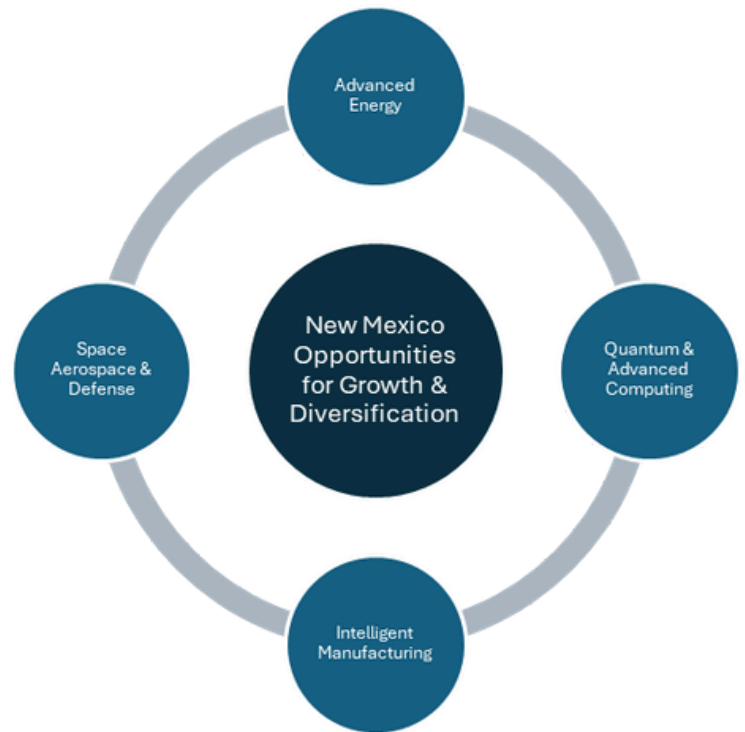 Advanced
Energy
Space
Aerospace &
Defense
New Mexico
Opportunities
for Growth &
Diversification
Quantum &
Advanced
Computing
Intelligent
Manufacturing